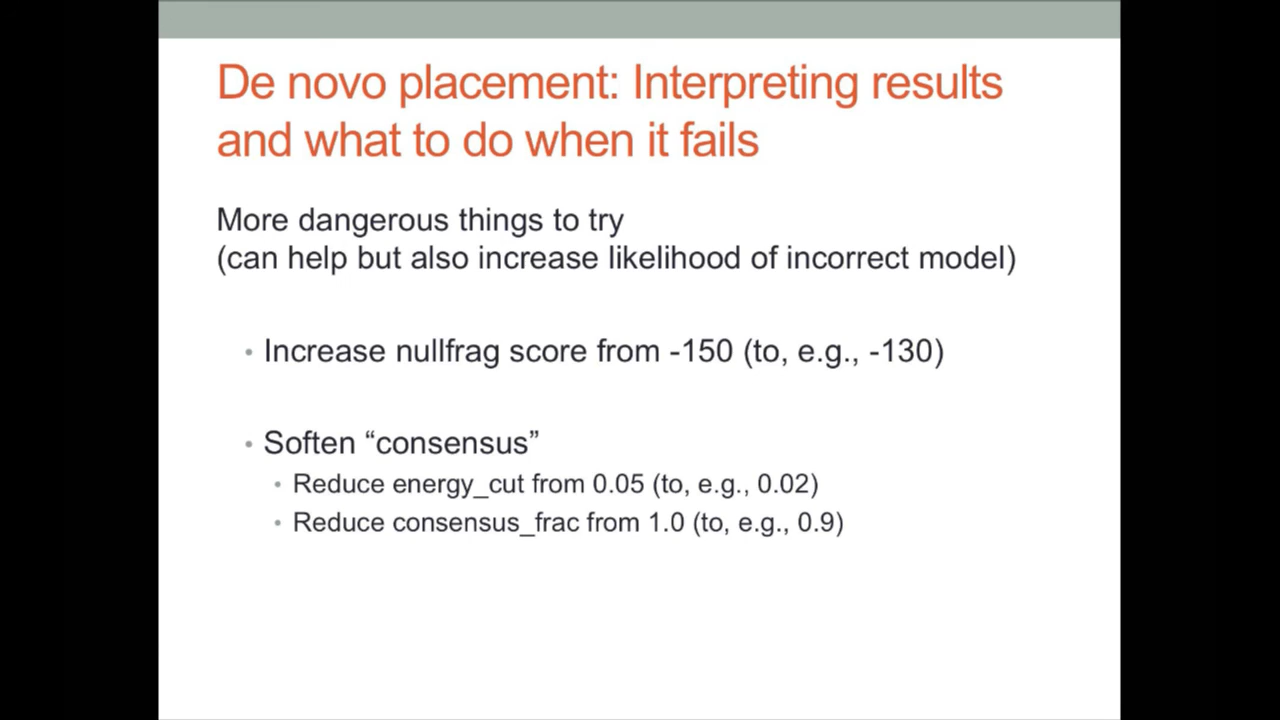 De novo placement: Interpreting results
and what to do when it fails
More dangerous things to try
(can help but also increase likelihood of incorrect model)
• Increase nullfrag score from -150 (to, e.g., -130)
• Soften “consensus”
• Reduce energy_cut from 0.05 (to, e.g., 0.02)
• Reduce consensus_frac from 1.0 (to, e.g., 0.9)